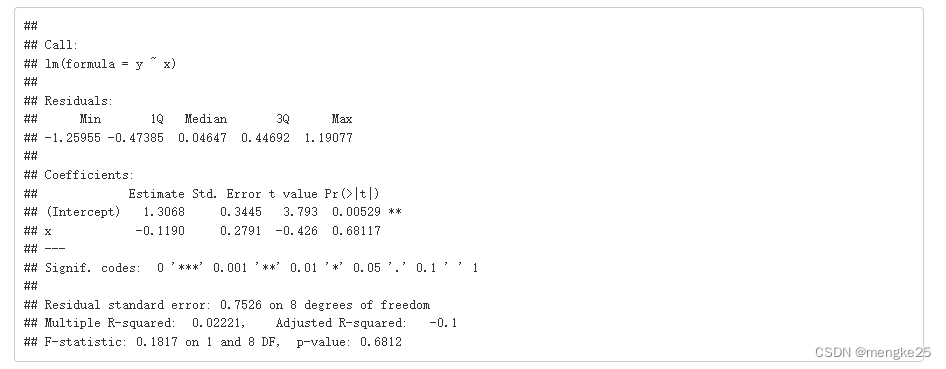 ##
## Call:
## lm(formula = y ~ x)
##
## Residuals:
##      Min       1Q   Median       3Q      Max
## -1.25955 -0.47385  0.04647  0.44692  1.19077
##
## Coefficients:
##             Estimate Std. Error t value Pr(>|t|)
## (Intercept)   1.3068     0.3445   3.793  0.00529 **
## x            -0.1190     0.2791  -0.426  0.68117
## ---
## Signif. codes:  0 '***' 0.001 '**' 0.01 '*' 0.05 '.' 0.1 ' ' 1
##
## Residual standard error: 0.7526 on 8 degrees of freedom
## Multiple R-squared:  0.02221,    Adjusted R-squared:   -0.1
## F-statistic: 0.1817 on 1 and 8 DF,  p-value: 0.6812
CSDN @mengke25